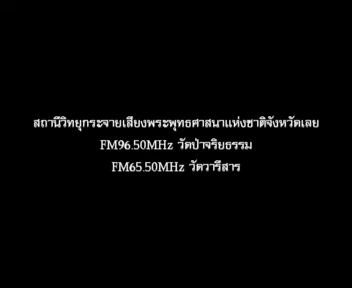 สถานีวิทยุกระจายเสียงพระพุทธศาสนาแห่งชาติจังหวัดเลย
FM96.50MHz วัดป่าจริยธรรม
FM65.50MHz วัดวารีสาร